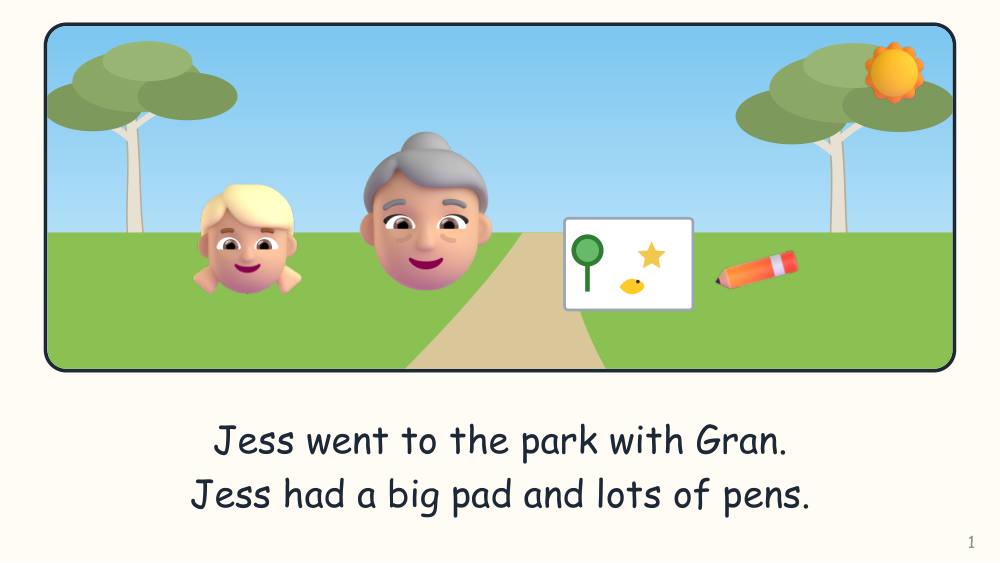 Jess went to the park with Gran.
Jess had a big pad and lots of pens.
1